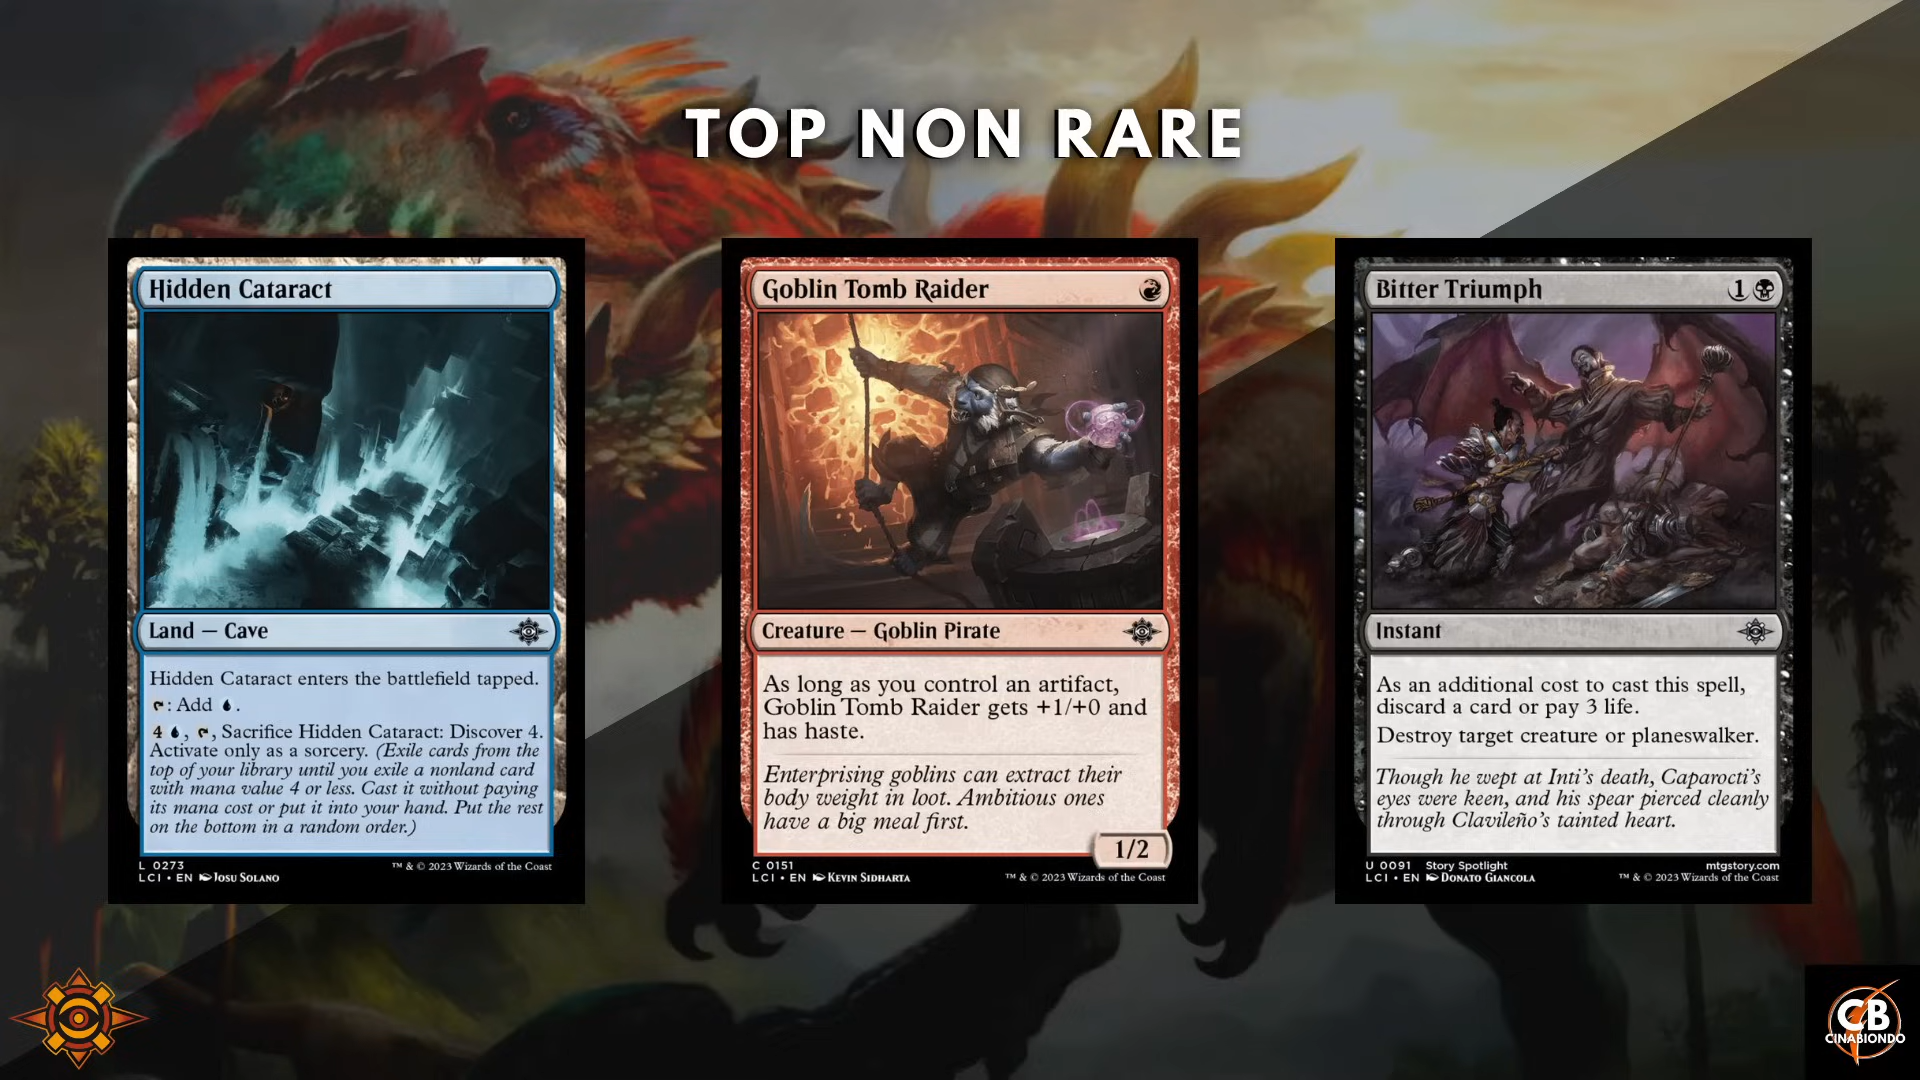 TOP NON RARE
Hidden Cataract
Land — Cave
Hidden Cataract enters the battlefield tapped.
: Add .
4 , , Sacrifice Hidden Cataract: Discover 4.
Activate only as a sorcery. (Exile cards from the
top of your library until you exile a nonland card
with mana value 4 or less. Cast it without paying
its mana cost or put it into your hand. Put the rest
on the bottom in a random order.)
L 0273
LCI • EN Josu Solano
™ & © 2023 Wizards of the Coast
Goblin Tomb Raider
Creature — Goblin Pirate
As long as you control an artifact,
Goblin Tomb Raider gets +1/+0 and
has haste.
Enterprising goblins can extract their
body weight in loot. Ambitious ones
have a big meal first.
1/2
C 0151
LCI • EN Kevin Sidharta
™ & © 2023 Wizards of the Coast
Bitter Triumph 1
Instant
As an additional cost to cast this spell,
discard a card or pay 3 life.
Destroy target creature or planeswalker.
Though he wept at Inti's death, Caparocti's
eyes were keen, and his spear pierced cleanly
through Clavileño's tainted heart.
U 0091 Story Spotlight
LCI • EN Donato Giancola
mtgstory.com
™ & © 2023 Wizards of the Coast
CB
CINABIONDO